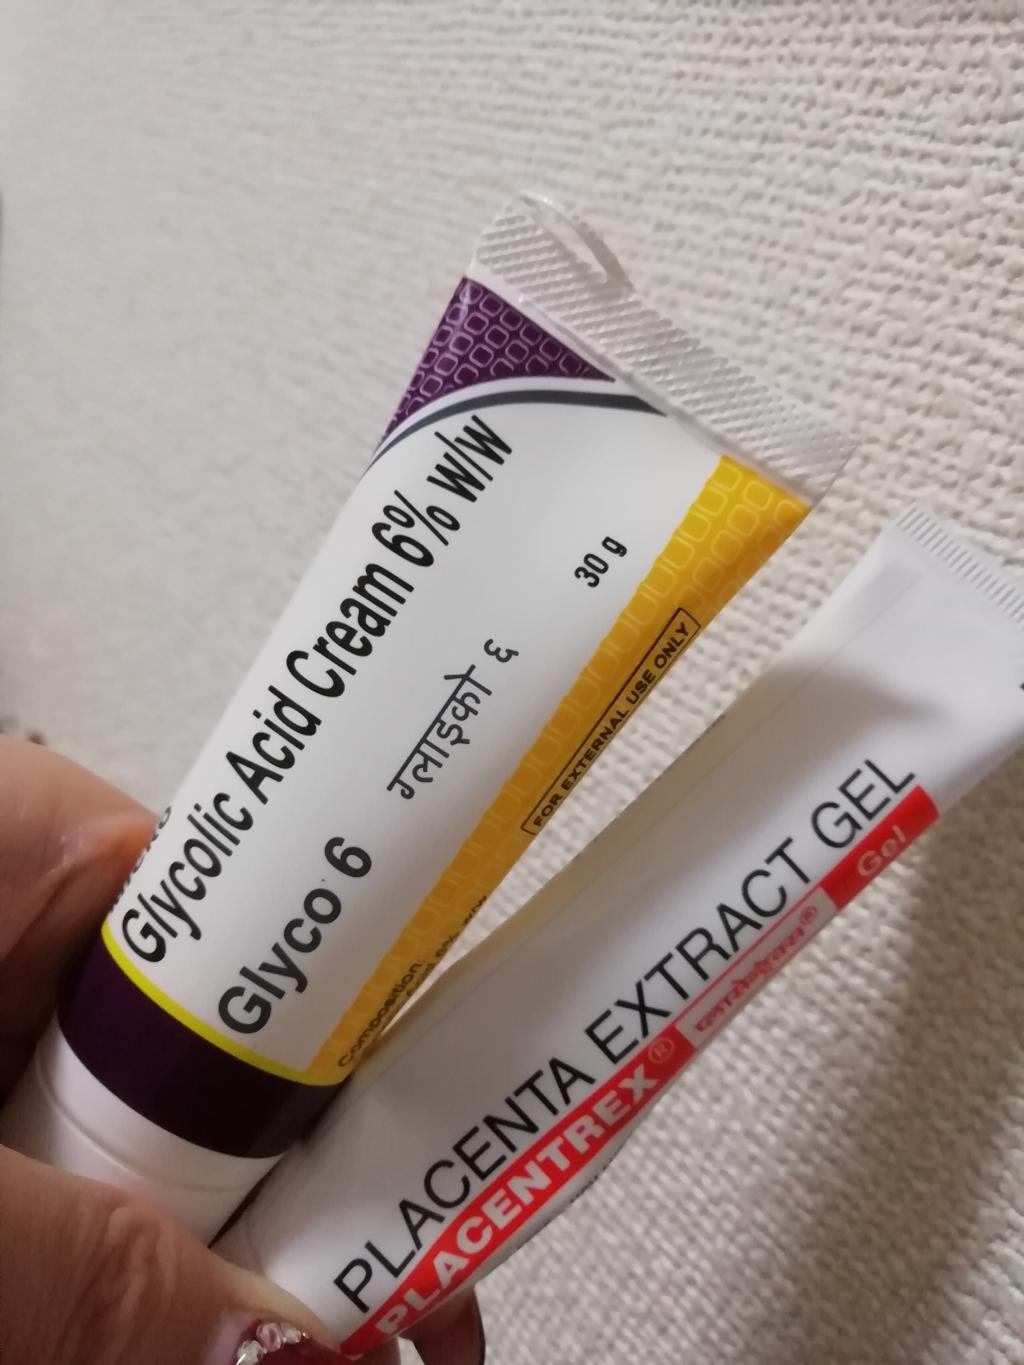 Glycolic Acid Cream 6% w/w
Glyco 6
ग्लाइको ६
30 g
FOR EXTERNAL USE ONLY
Composition:
PLACENTA EXTRACT GEL
PLACENTREX®
प्लासेन्ट्रेक्स®
Gel